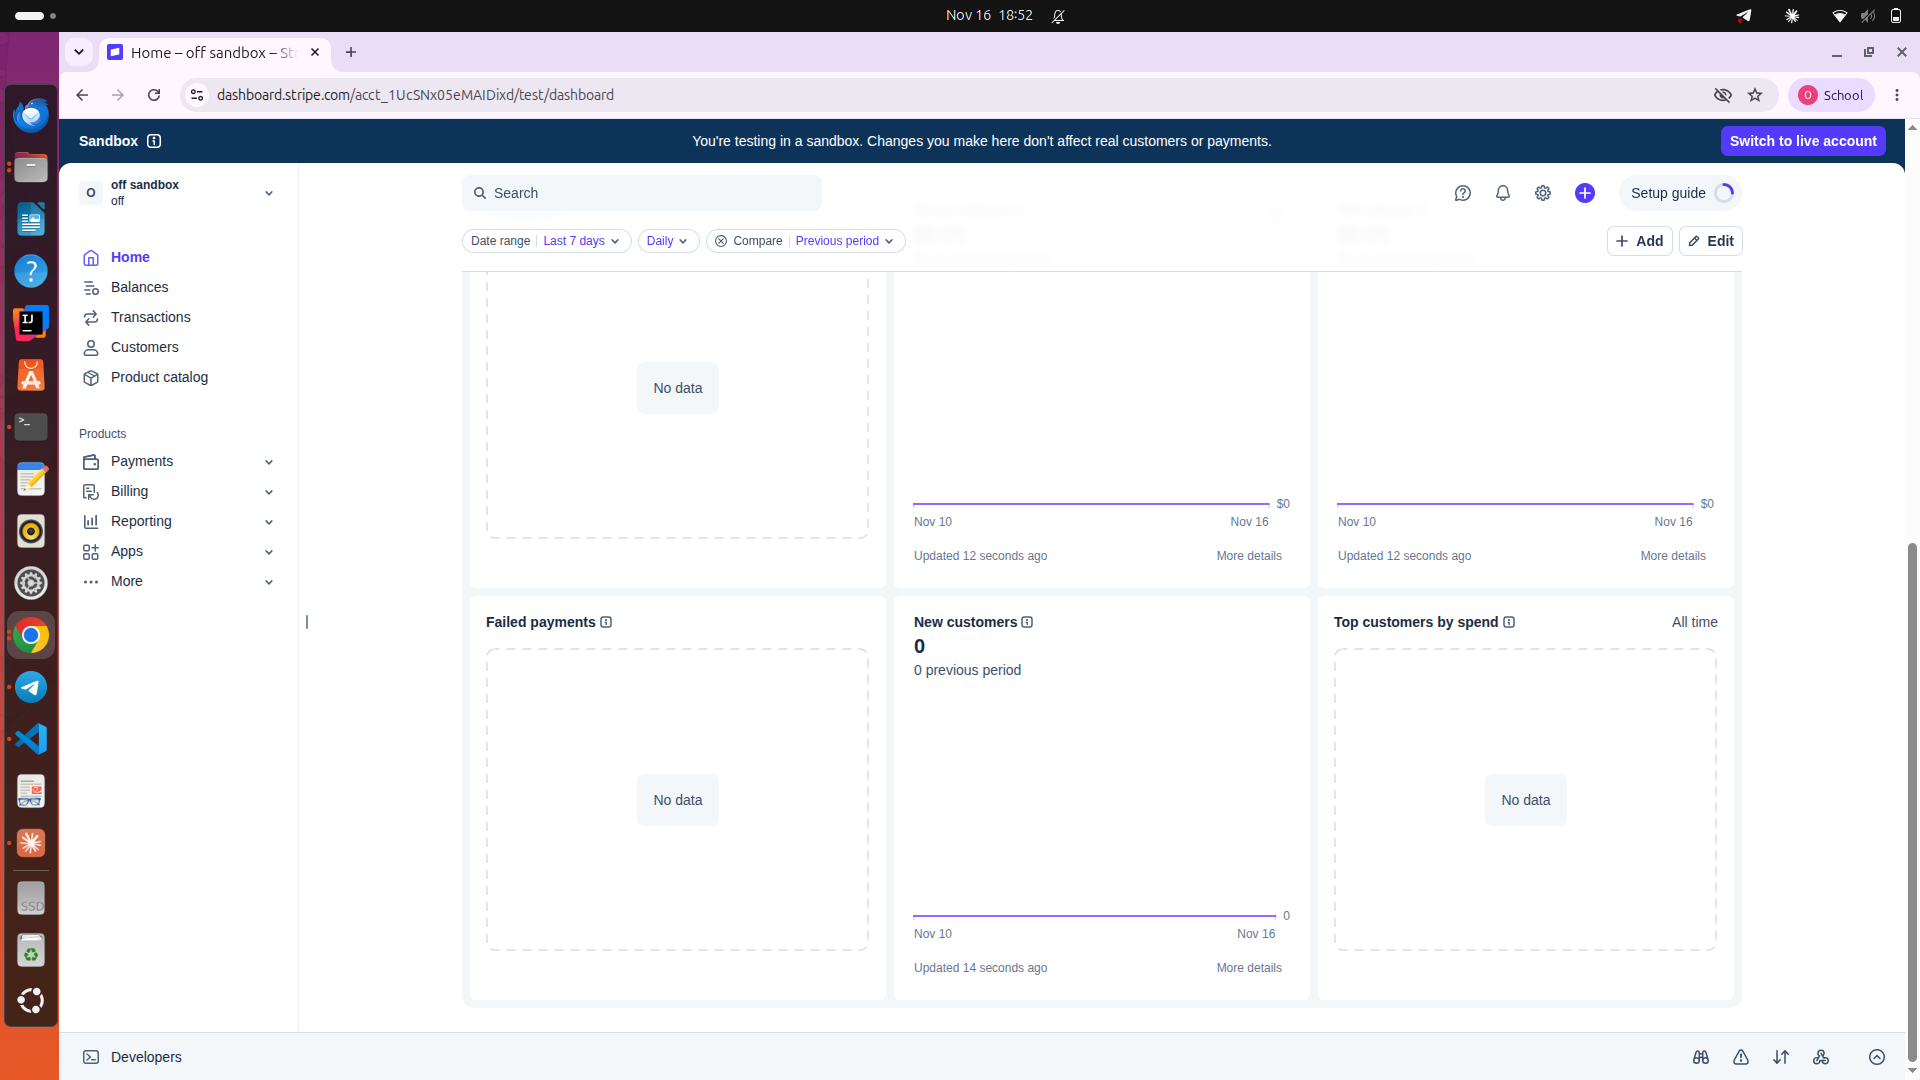 Nov 16 18:52
Home – off sandbox – St
dashboard.stripe.com/acct_1UcSNx05eMAIDixd/test/dashboard
O
School
Sandbox
You're testing in a sandbox. Changes you make here don't affect real customers or payments.
Switch to live account
O
off sandbox
off
Search
Setup guide
Date range
Last 7 days
Daily
Compare
Previous period
Add
Edit
Home
Balances
Transactions
Customers
Product catalog
Products
Payments
Billing
Reporting
Apps
More
No data
$0
Nov 10
Nov 16
Updated 12 seconds ago
More details
$0
Nov 10
Nov 16
Updated 12 seconds ago
More details
Failed payments
No data
New customers
0
0 previous period
0
Nov 10
Nov 16
Updated 14 seconds ago
More details
Top customers by spend
All time
No data
Developers
IJ
SSD